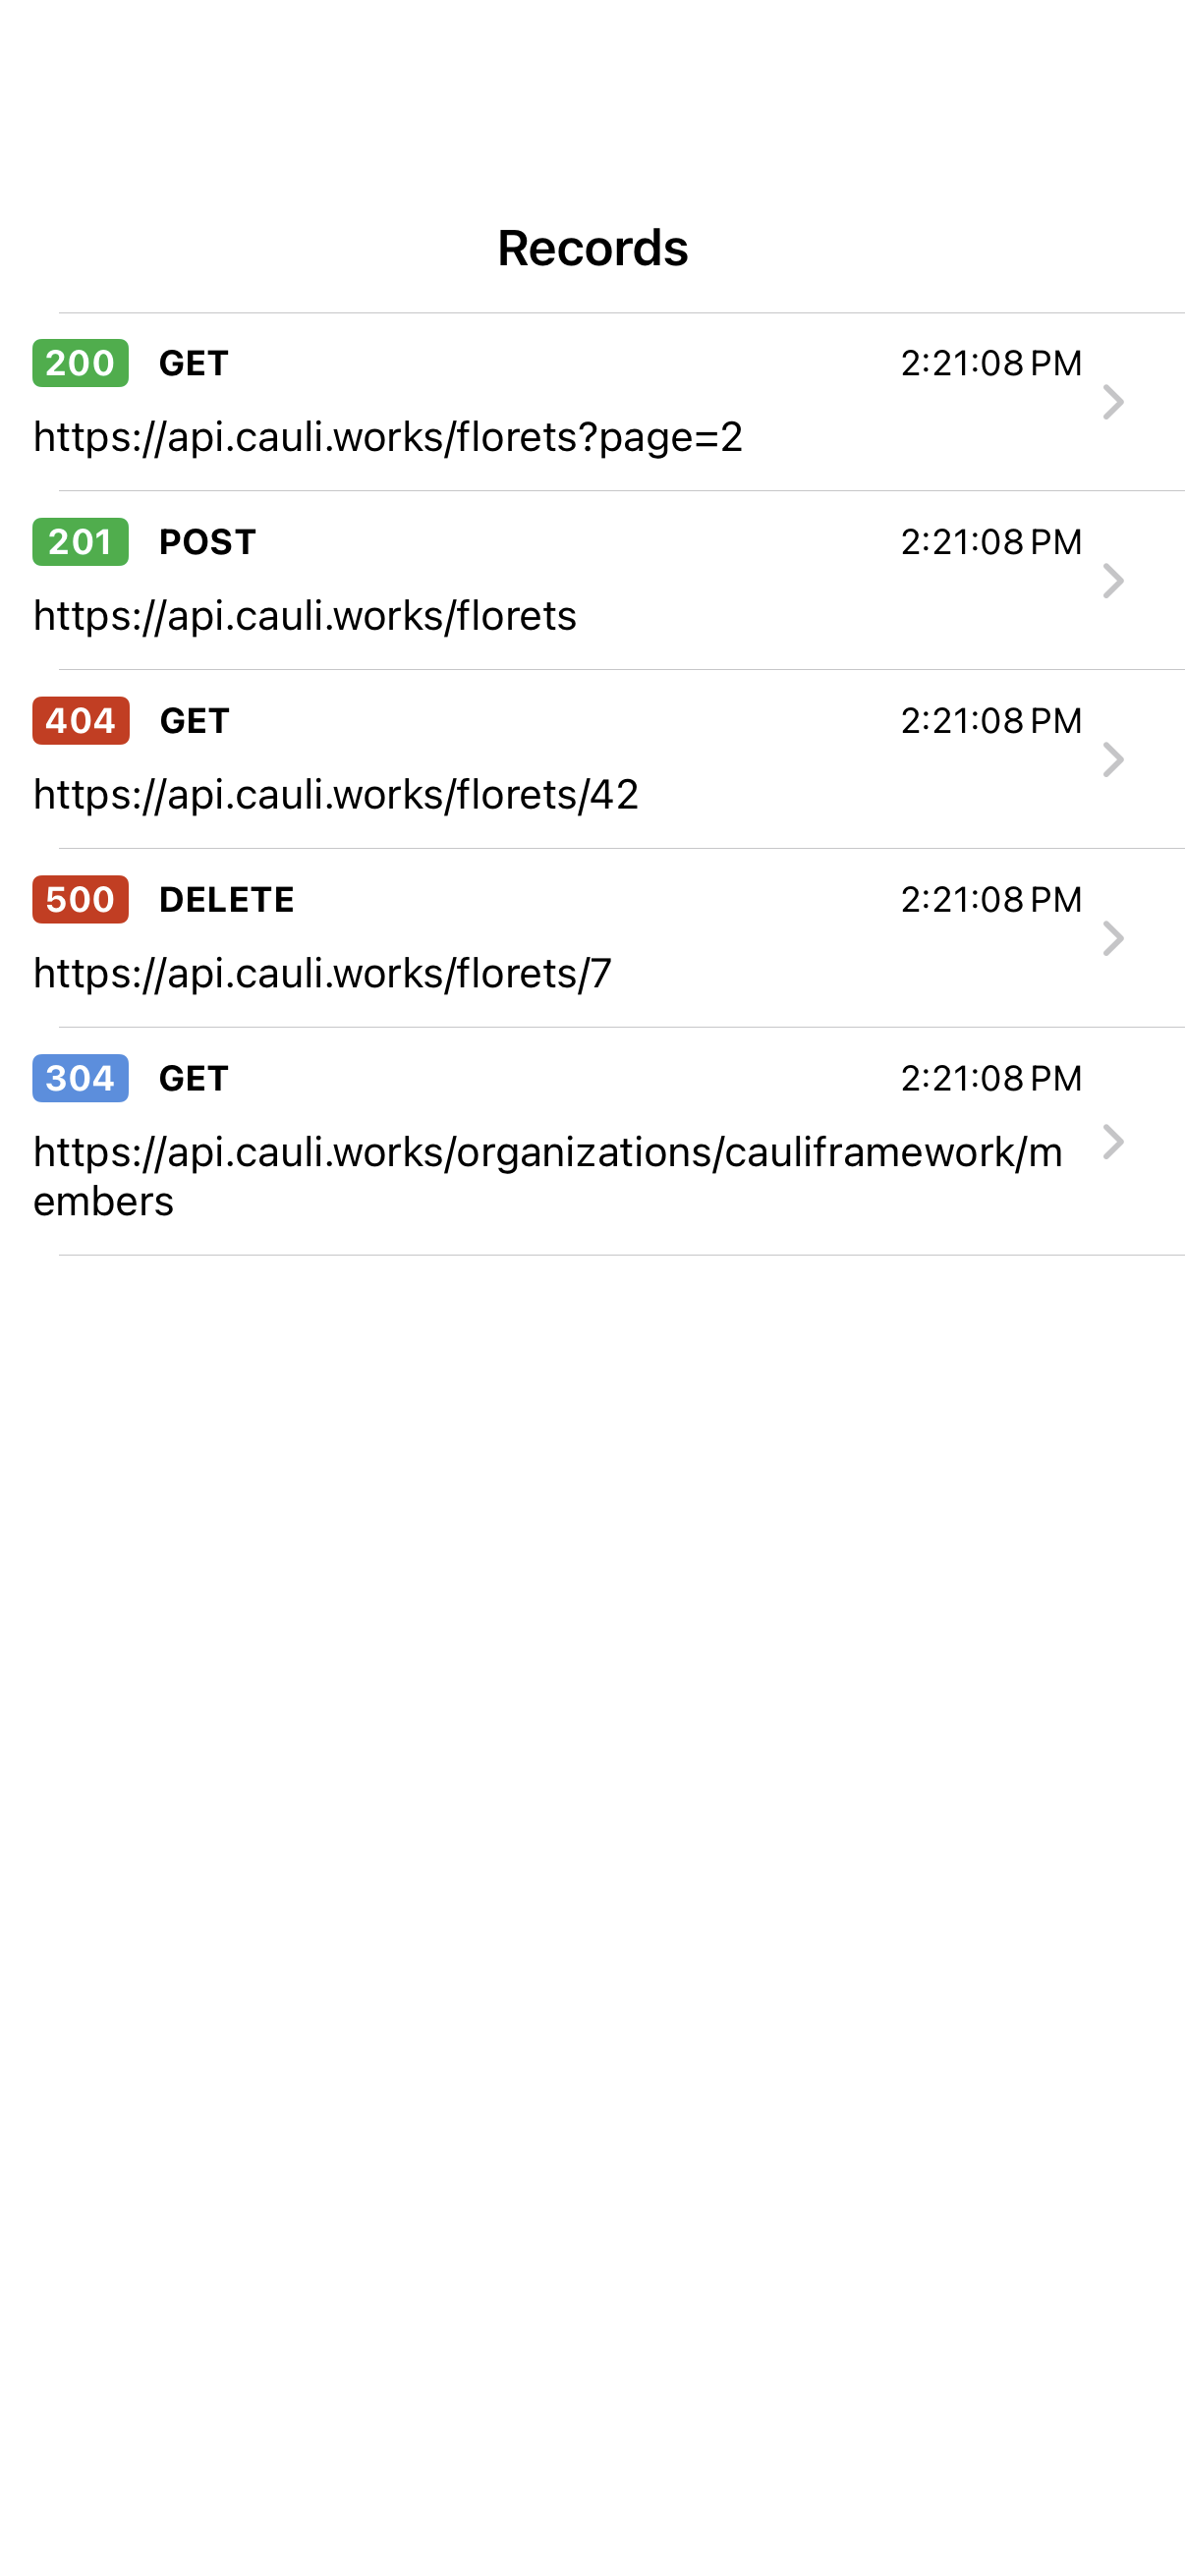 Records
200 GET 2:21:08 PM
https://api.cauli.works/florets?page=2
201 POST 2:21:08 PM
https://api.cauli.works/florets
404 GET 2:21:08 PM
https://api.cauli.works/florets/42
500 DELETE 2:21:08 PM
https://api.cauli.works/florets/7
304 GET 2:21:08 PM
https://api.cauli.works/organizations/cauliframework/m
embers